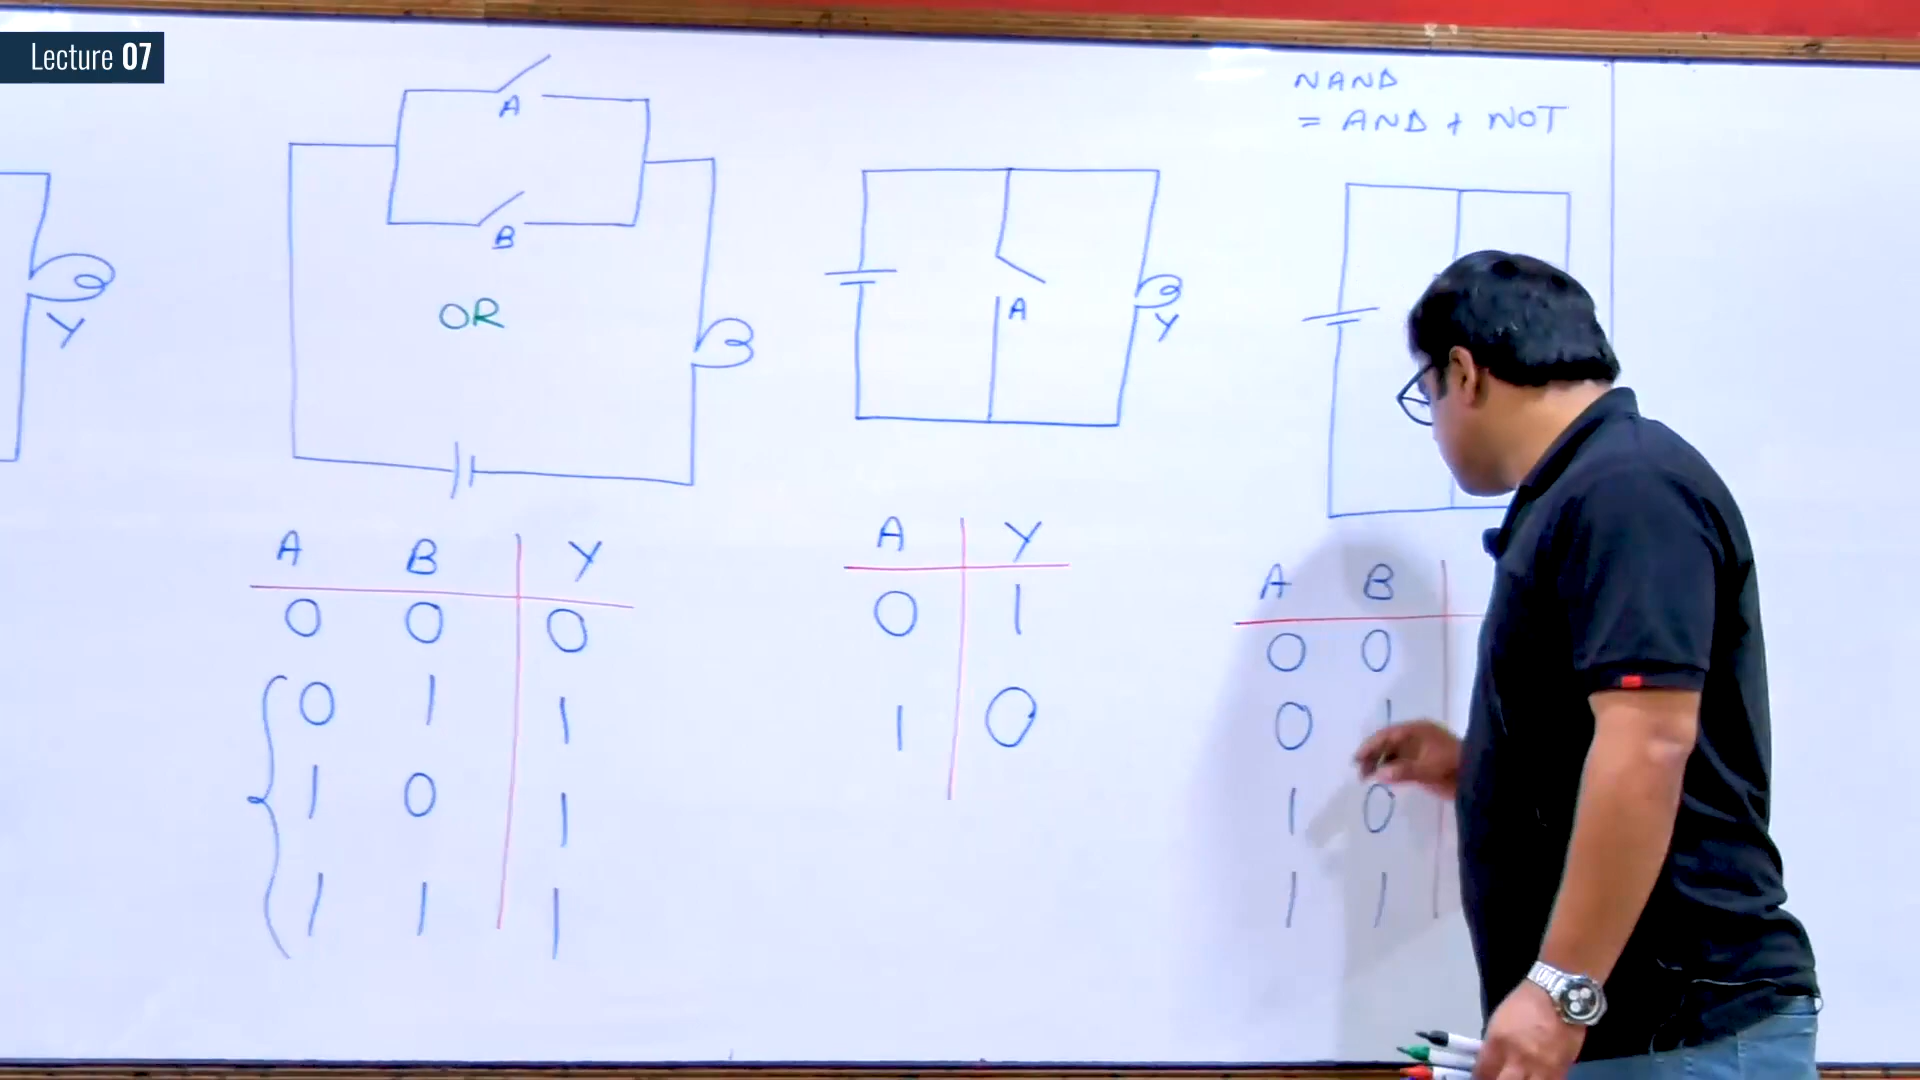 Lecture 07
Y
A
B
OR
A
Y
NAND
= AND + NOT
A B Y
0 0 0
0 1 1
1 0 1
1 1 1
A Y
0 1
1 0
A B
0 0
0 1
1 0
1 1